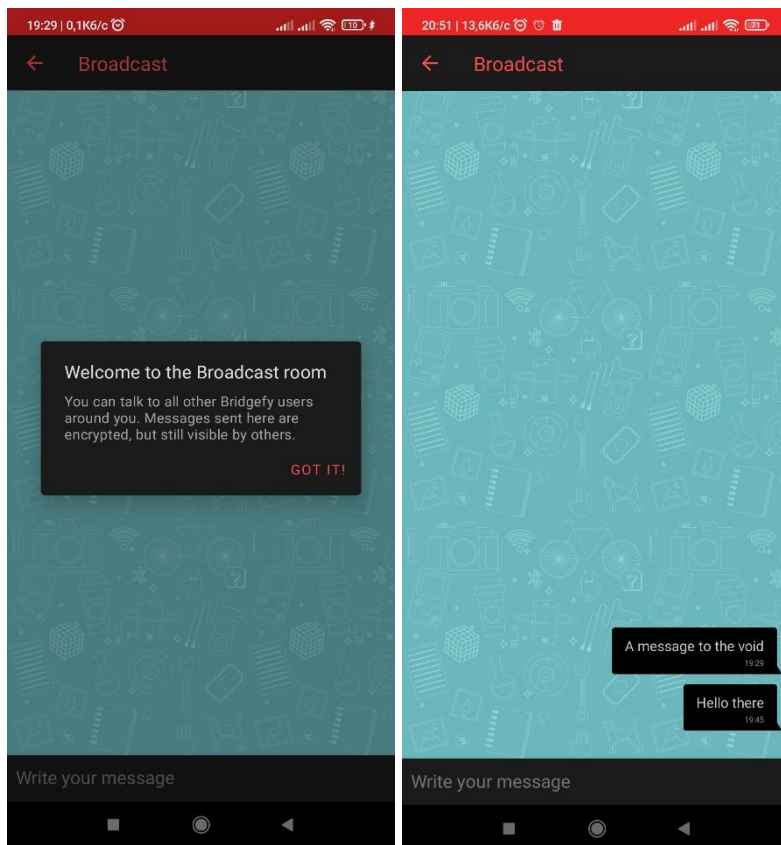 19:29 | 0,1Кб/с
10
Broadcast
Welcome to the Broadcast room
You can talk to all other Bridgefy users
around you. Messages sent here are
encrypted, but still visible by others.
GOT IT!
Write your message
20:51 | 13,6Кб/с
21
Broadcast
A message to the void
19:29
Hello there
19:45
Write your message